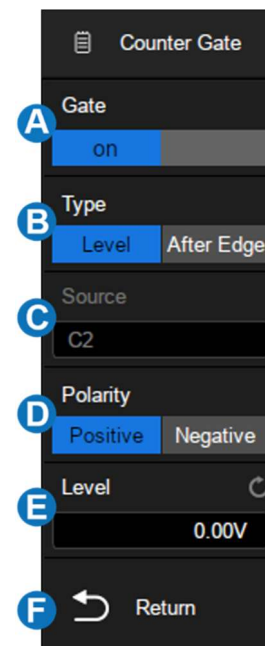 Counter Gate
A
Gate
on
B
Type
Level After Edge
C
Source
C2
D
Polarity
Positive Negative
E
Level
0.00V
F
Return